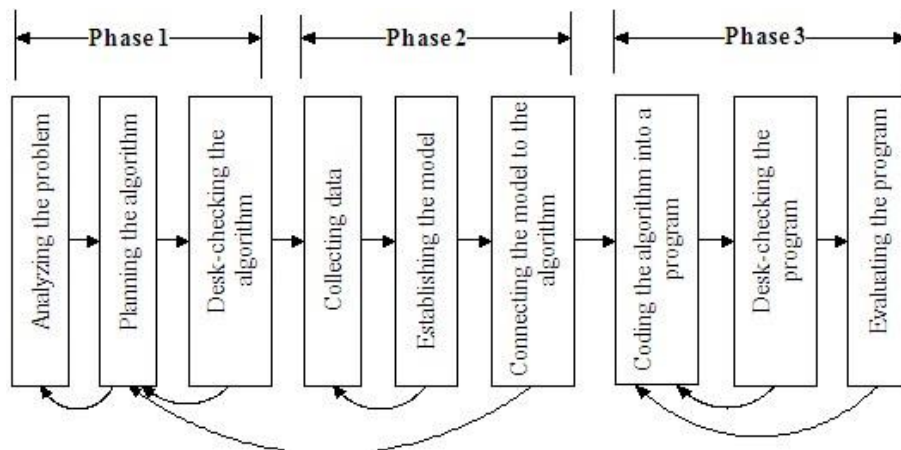 Phase 1
Phase 2
Phase 3
Analyzing the problem
Planning the algorithm
Desk-checking the
algorithm
Collecting data
Establishing the model
Connecting the model to the
algorithm
Coding the algorithm into a
program
Desk-checking the
program
Evaluating the program